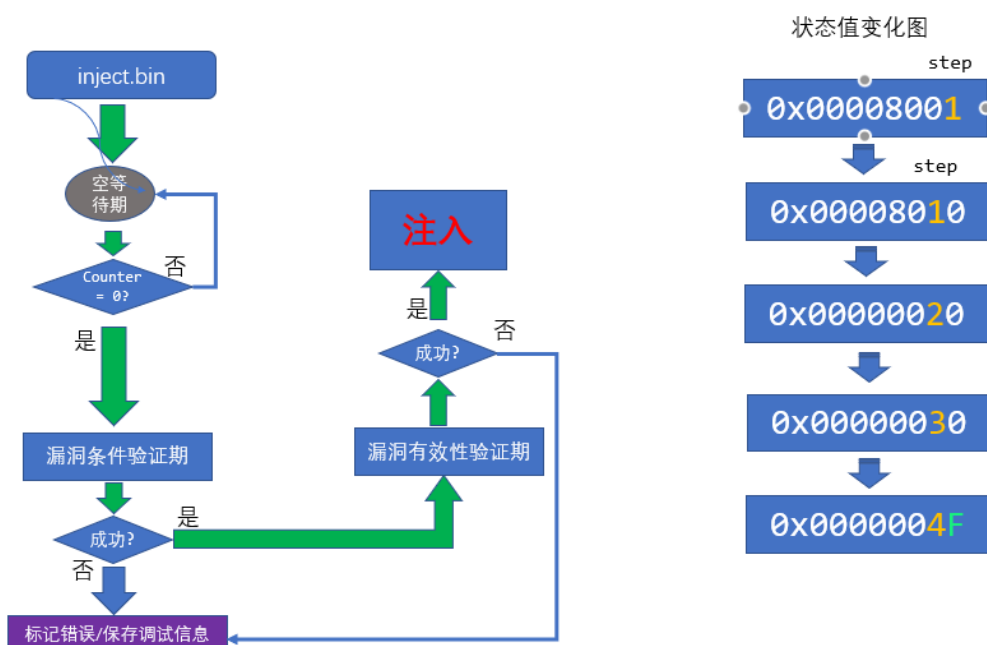 inject.bin
空等
待期
Counter
= 0?
否
是
漏洞条件验证期
成功?
是
否
标记错误/保存调试信息
注入
是
否
成功?
漏洞有效性验证期
状态值变化图
step
0x00008001
step
0x00008010
0x00000020
0x00000030
0x0000004F